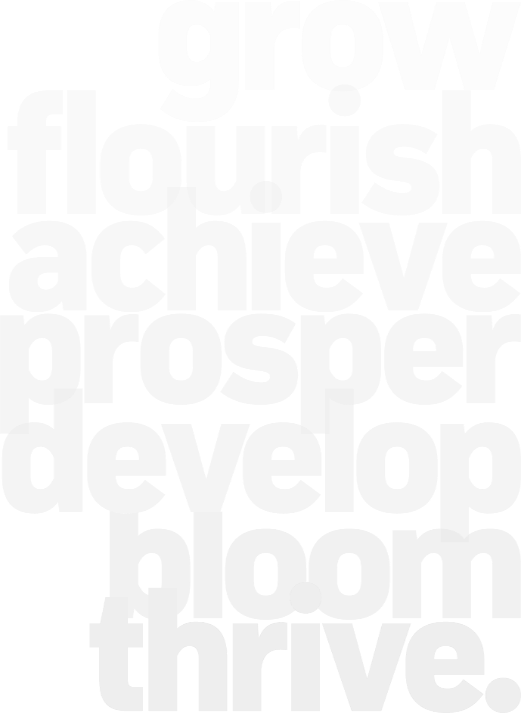 grow
flourish
achieve
prosper
develop
bloom
thrive.